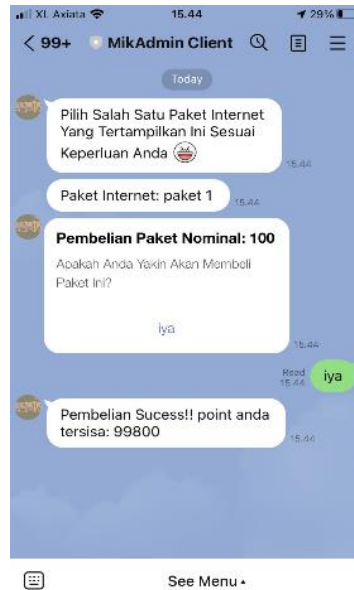 XL Axiata 15.44 29%
99+ MikAdmin Client
Today
Pilih Salah Satu Paket Internet
Yang Tertampilkan Ini Sesuai
Keperluan Anda
15.44
Paket Internet: paket 1
15.44
Pembelian Paket Nominal: 100
Apakah Anda Yakin Akan Membeli
Paket Ini?
iya
15.44
Read
15.44
iya
Pembelian Sucess!! point anda
tersisa: 99800
15.44
See Menu